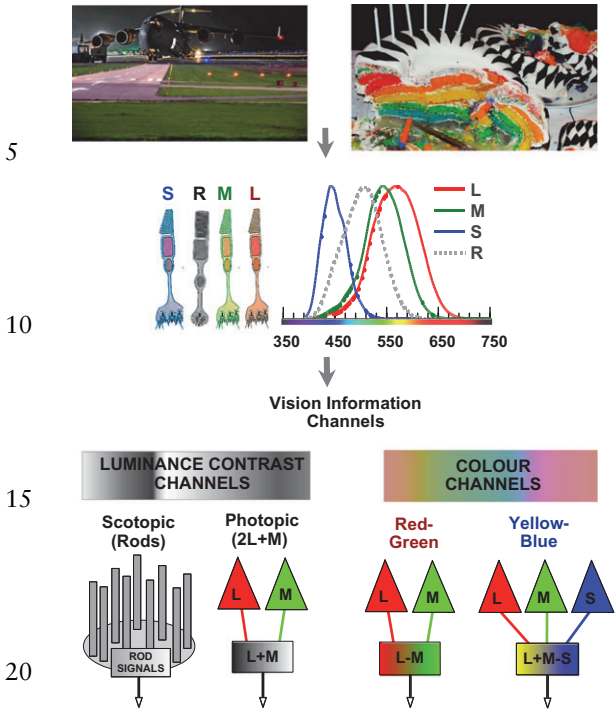 5
S R M L
L
M
S
R
10
350 450 550 650 750
Vision Information
Channels
LUMINANCE CONTRAST
CHANNELS
COLOUR
CHANNELS
15
Scotopic
(Rods)
Photopic
(2L+M)
Red-
Green
Yellow-
Blue
L M L M L M S
ROD
SIGNALS
L+M
L-M
L+M-S
20